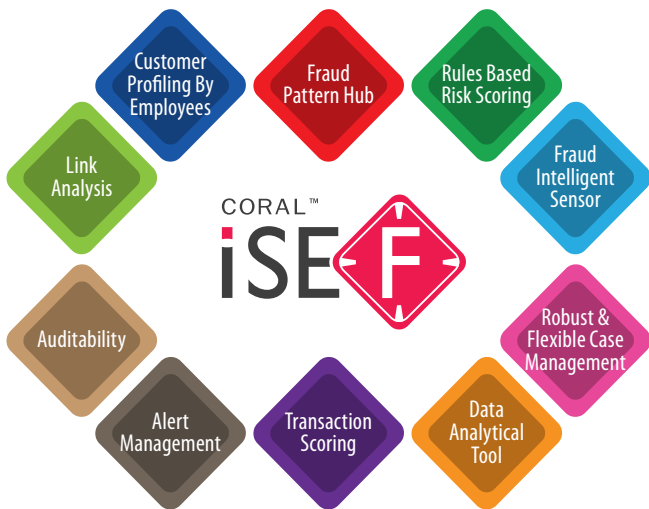 Customer
Profiling By
Employees
Fraud
Pattern Hub
Rules Based
Risk Scoring
Link
Analysis
Fraud
Intelligent
Sensor
CORAL™
iSE F
Auditability
Robust &
Flexible Case
Management
Alert
Management
Transaction
Scoring
Data
Analytical
Tool